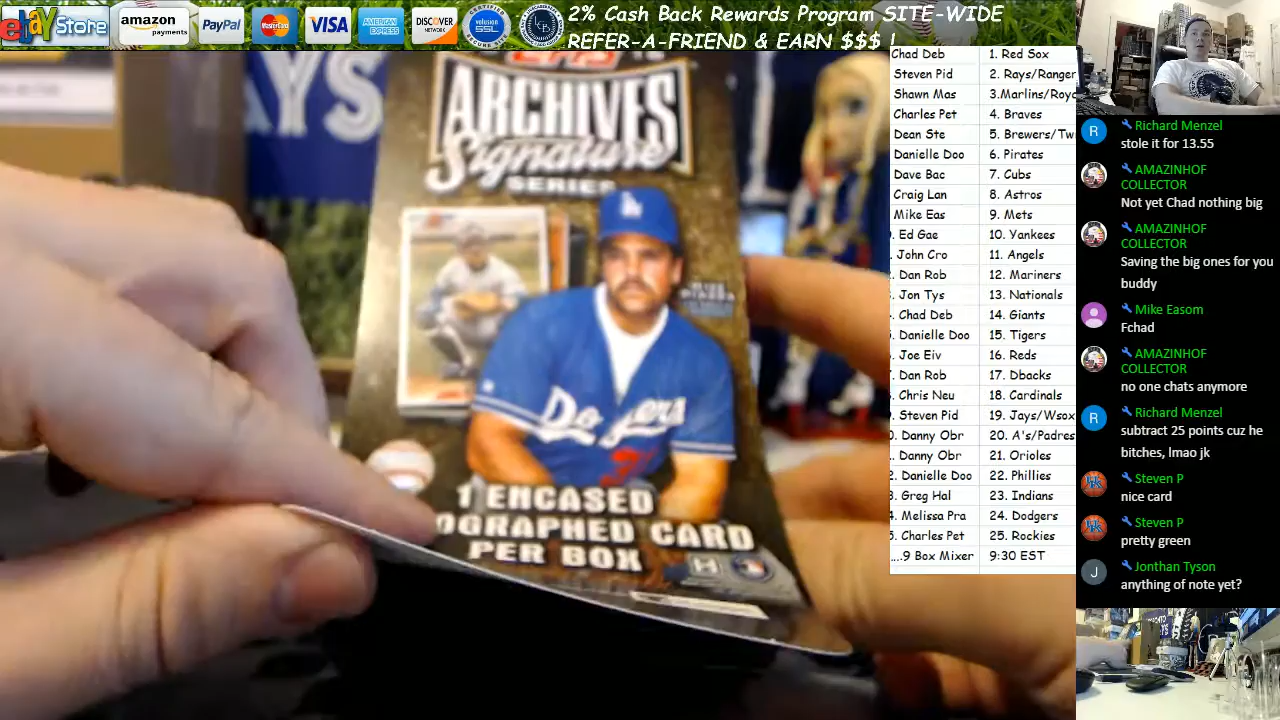 ebay Store
amazon
payments
PayPal
MasterCard
VISA
AMERICAN
EXPRESS
DISCOVER
NETWORK
volusion
SSL
LCB
2% Cash Back Rewards Program SITE-WIDE
REFER-A-FRIEND & EARN $$$ !
AYS
ARCHIVES
Signature
SERIES
LA
Dodgers
1 ENCASED
OGRAPHED CARD
PER BOX
Chad Deb 1. Red Sox
Steven Pid 2. Rays/Ranger
Shawn Mas 3.Marlins/Roya
Charles Pet 4. Braves
Dean Ste 5. Brewers/Tw
Danielle Doo 6. Pirates
Dave Bac 7. Cubs
Craig Lan 8. Astros
Mike Eas 9. Mets
. Ed Gae 10. Yankees
. John Cro 11. Angels
. Dan Rob 12. Mariners
. Jon Tys 13. Nationals
. Chad Deb 14. Giants
. Danielle Doo 15. Tigers
. Joe Eiv 16. Reds
. Dan Rob 17. Dbacks
. Chris Neu 18. Cardinals
. Steven Pid 19. Jays/Wsox
. Danny Obr 20. A's/Padres
. Danny Obr 21. Orioles
. Danielle Doo 22. Phillies
. Greg Hal 23. Indians
. Melissa Pra 24. Dodgers
. Charles Pet 25. Rockies
....9 Box Mixer 9:30 EST
R Richard Menzel
stole it for 13.55
AMAZINHOF
COLLECTOR
Not yet Chad nothing big
AMAZINHOF
COLLECTOR
Saving the big ones for you
buddy
Mike Easom
Fchad
AMAZINHOF
COLLECTOR
no one chats anymore
R Richard Menzel
subtract 25 points cuz he
bitches, lmao jk
Steven P
nice card
Steven P
pretty green
J Jonthan Tyson
anything of note yet?